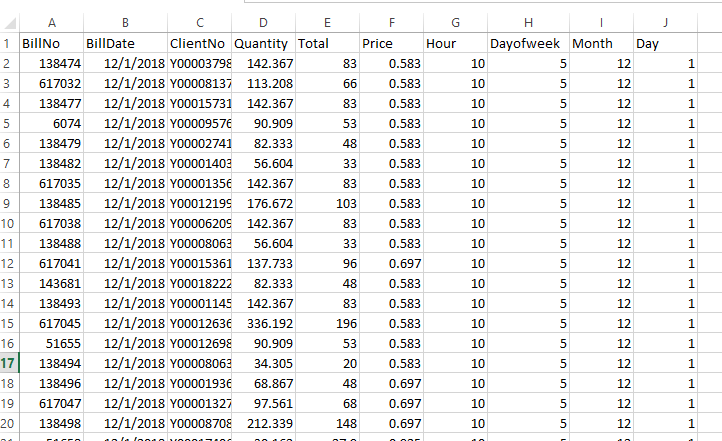 A B C D E F G H I J
1 BillNo BillDate ClientNo Quantity Total Price Hour Dayofweek Month Day
2 138474 12/1/2018 Y00003798 142.367 83 0.583 10 5 12 1
3 617032 12/1/2018 Y00008137 113.208 66 0.583 10 5 12 1
4 138477 12/1/2018 Y00015731 142.367 83 0.583 10 5 12 1
5 6074 12/1/2018 Y00009576 90.909 53 0.583 10 5 12 1
6 138479 12/1/2018 Y00002741 82.333 48 0.583 10 5 12 1
7 138482 12/1/2018 Y00001403 56.604 33 0.583 10 5 12 1
8 617035 12/1/2018 Y00001356 142.367 83 0.583 10 5 12 1
9 138485 12/1/2018 Y00012199 176.672 103 0.583 10 5 12 1
10 617038 12/1/2018 Y00006209 142.367 83 0.583 10 5 12 1
11 138488 12/1/2018 Y00008063 56.604 33 0.583 10 5 12 1
12 617041 12/1/2018 Y00015361 137.733 96 0.697 10 5 12 1
13 143681 12/1/2018 Y00018222 82.333 48 0.583 10 5 12 1
14 138493 12/1/2018 Y00001145 142.367 83 0.583 10 5 12 1
15 617045 12/1/2018 Y00012636 336.192 196 0.583 10 5 12 1
16 51655 12/1/2018 Y00012698 90.909 53 0.583 10 5 12 1
17 138494 12/1/2018 Y00008063 34.305 20 0.583 10 5 12 1
18 138496 12/1/2018 Y00001936 68.867 48 0.697 10 5 12 1
19 617047 12/1/2018 Y00001327 97.561 68 0.697 10 5 12 1
20 138498 12/1/2018 Y00008708 212.339 148 0.697 10 5 12 1